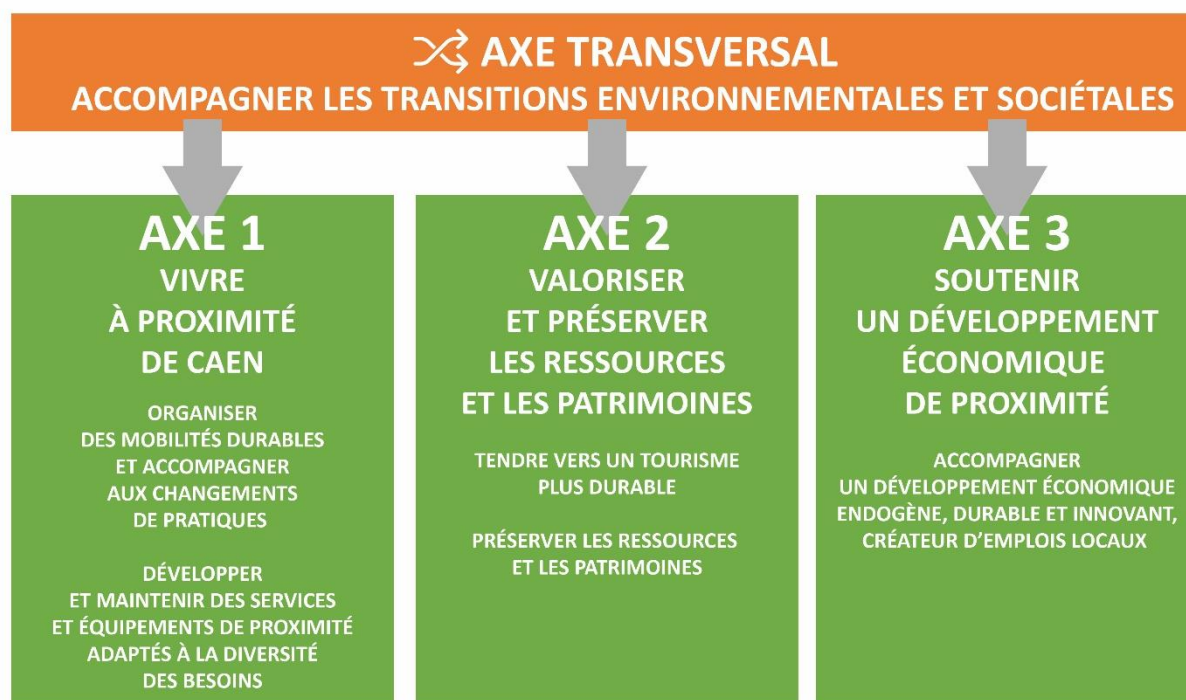 AXE TRANSVERSAL
ACCOMPAGNER LES TRANSITIONS ENVIRONNEMENTALES ET SOCIÉTALES
AXE 1
VIVRE
À PROXIMITÉ
DE CAEN
ORGANISER
DES MOBILITÉS DURABLES
ET ACCOMPAGNER
AUX CHANGEMENTS
DE PRATIQUES
DÉVELOPPER
ET MAINTENIR DES SERVICES
ET ÉQUIPEMENTS DE PROXIMITÉ
ADAPTÉS À LA DIVERSITÉ
DES BESOINS
AXE 2
VALORISER
ET PRÉSERVER
LES RESSOURCES
ET LES PATRIMOINES
TENDRE VERS UN TOURISME
PLUS DURABLE
PRÉSERVER LES RESSOURCES
ET LES PATRIMOINES
AXE 3
SOUTENIR
UN DÉVELOPPEMENT
ÉCONOMIQUE
DE PROXIMITÉ
ACCOMPAGNER
UN DÉVELOPPEMENT ÉCONOMIQUE
ENDOGÈNE, DURABLE ET INNOVANT,
CRÉATEUR D'EMPLOIS LOCAUX